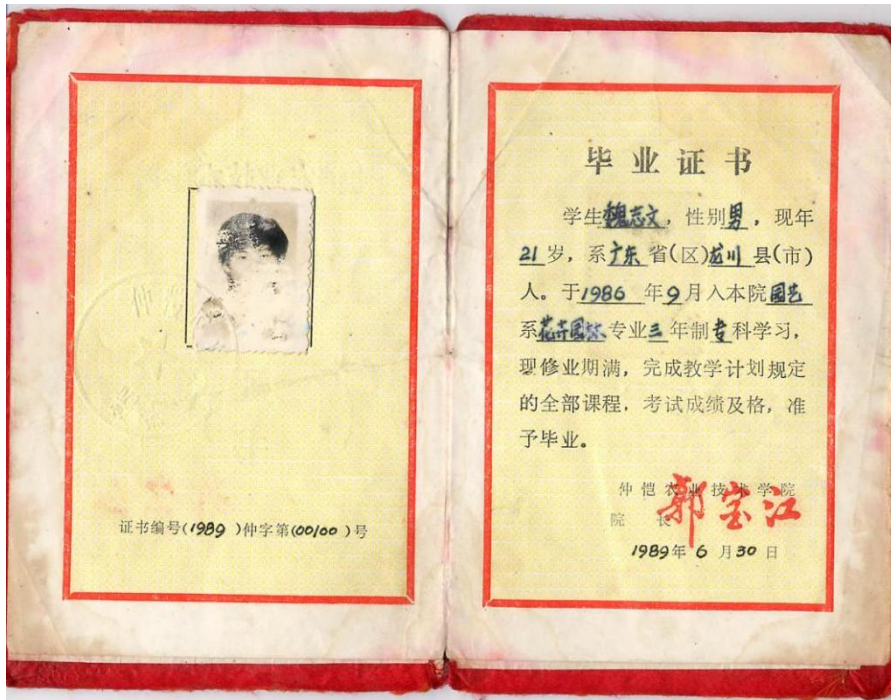 证书编号(1989)仲字第(00100)号
毕业证书
学生魏志文，性别男，现年
21岁，系广东省(区)龙川县(市)
人。于1986年9月入本院园艺
系花卉园林专业三年制专科学习，
现修业期满，完成教学计划规定
的全部课程，考试成绩及格，准
予毕业。
仲恺农业技术学院
院长 郭宝江
1989年6月30日